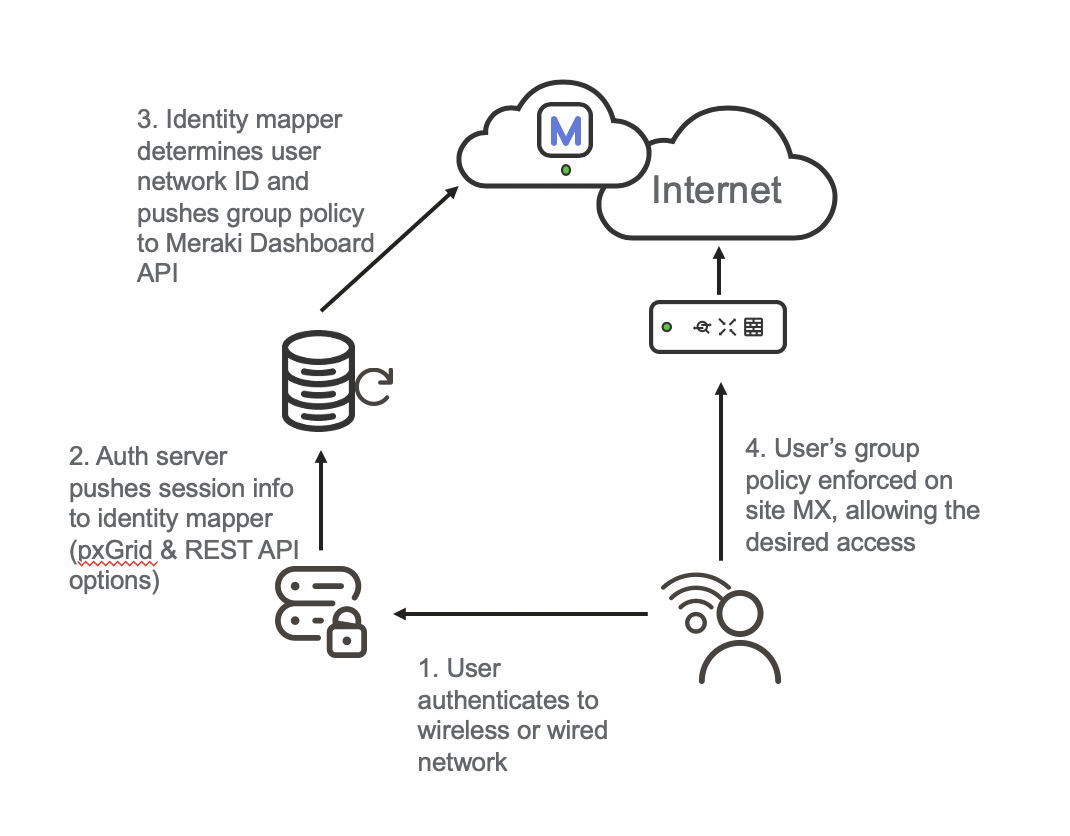 3. Identity mapper
determines user
network ID and
pushes group policy
to Meraki Dashboard
API
M
Internet
2. Auth server
pushes session info
to identity mapper
(pxGrid & REST API
options)
4. User’s group
policy enforced on
site MX, allowing the
desired access
1. User
authenticates to
wireless or wired
network